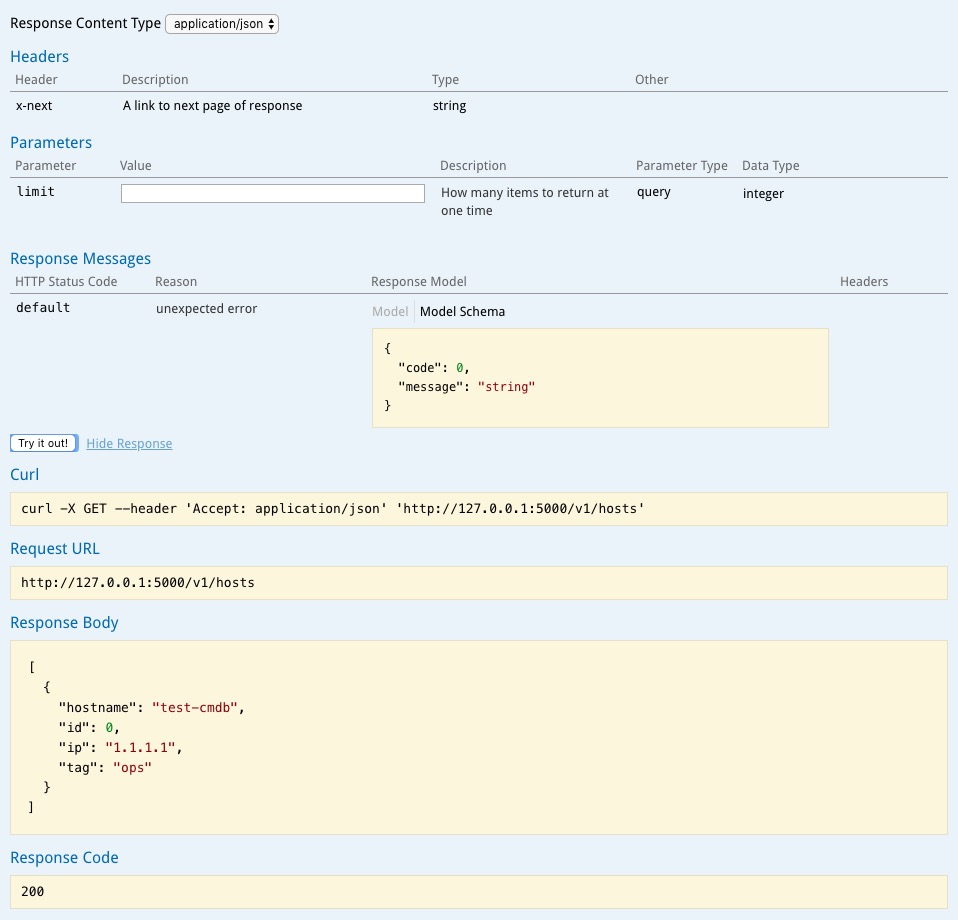 Response Content Type application/json
Headers
Header Description Type Other
x-next A link to next page of response string
Parameters
Parameter Value Description Parameter Type Data Type
limit How many items to return at query integer
one time
Response Messages
HTTP Status Code Reason Response Model Headers
default unexpected error Model Model Schema
{
"code": 0,
"message": "string"
}
Try it out! Hide Response
Curl
curl -X GET --header 'Accept: application/json' 'http://127.0.0.1:5000/v1/hosts'
Request URL
http://127.0.0.1:5000/v1/hosts
Response Body
[
{
"hostname": "test-cmdb",
"id": 0,
"ip": "1.1.1.1",
"tag": "ops"
}
]
Response Code
200